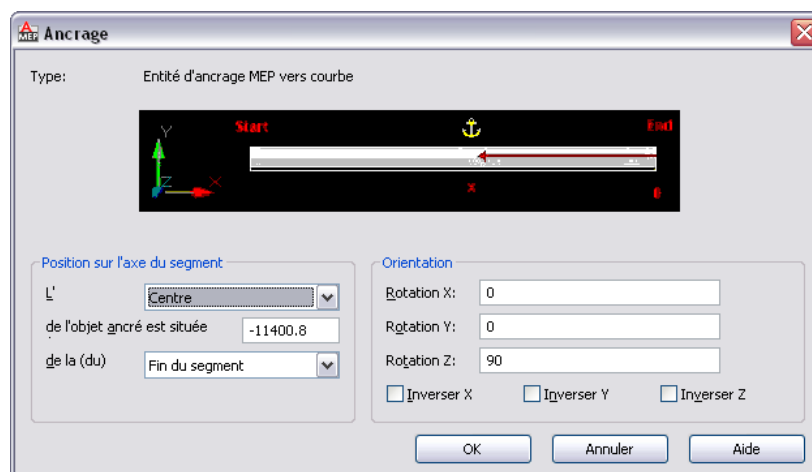 MEP Ancrage
Type: Entité d'ancrage MEP vers courbe
Y
Start
End
Z
X
x
0
Position sur l'axe du segment
L' Centre
de l'objet ancré est située -11400.8
de la (du) Fin du segment
Orientation
Rotation X: 0
Rotation Y: 0
Rotation Z: 90
Inverser X Inverser Y Inverser Z
OK Annuler Aide